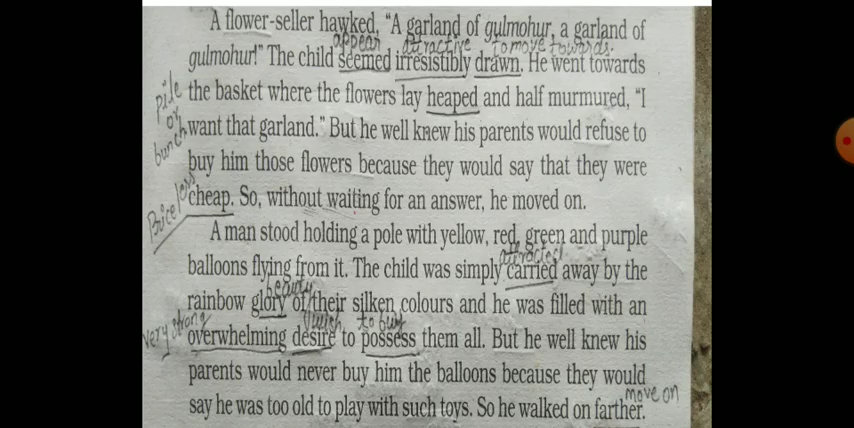 A flower-seller hawked, “A garland of gulmohur, a garland of
appear attractive To move towards.
gulmohur!” The child seemed irresistibly drawn. He went towards
the basket where the flowers lay heaped and half murmured, “I
pile
or
bunch
want that garland.” But he well knew his parents would refuse to
buy him those flowers because they would say that they were
Price less
cheap. So, without waiting for an answer, he moved on.
A man stood holding a pole with yellow, red, green and purple
attracted
balloons flying from it. The child was simply carried away by the
beauty
rainbow glory of their silken colours and he was filled with an
very strong to buy
overwhelming desire to possess them all. But he well knew his
parents would never buy him the balloons because they would
move on
say he was too old to play with such toys. So he walked on farther.